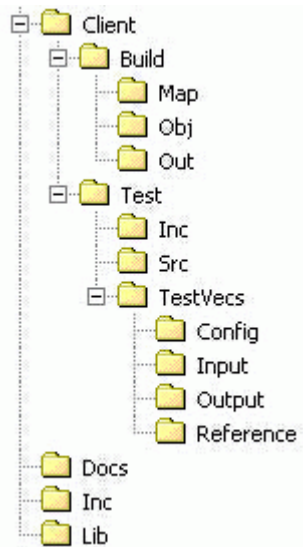 Client
Build
Map
Obj
Out
Test
Inc
Src
TestVecs
Config
Input
Output
Reference
Docs
Inc
Lib